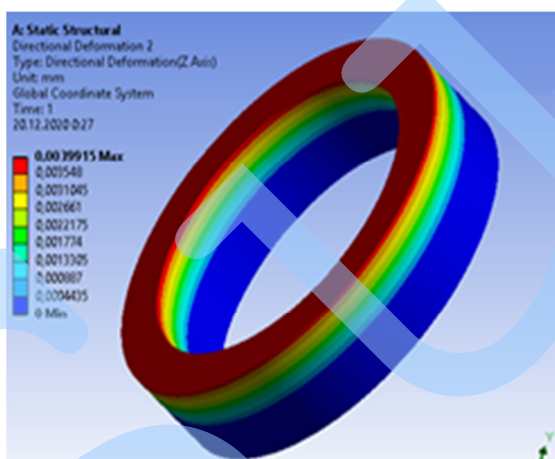 A: Static Structural
Directional Deformation 2
Type: Directional Deformation(Z Axis)
Unit: mm
Global Coordinate System
Time: 1
20.12.2020 0:27
0,0039915 Max
0,003548
0,0031045
0,002661
0,0022175
0,001774
0,0013305
0,000887
0,0004435
0 Min
Y